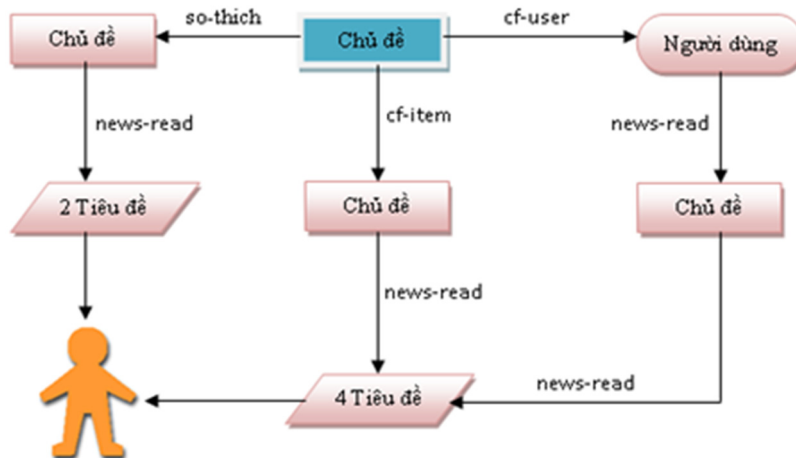 Chủ đề
so-thich
Chủ đề
cf-user
Người dùng
news-read
cf-item
news-read
2 Tiêu đề
Chủ đề
Chủ đề
news-read
4 Tiêu đề
news-read